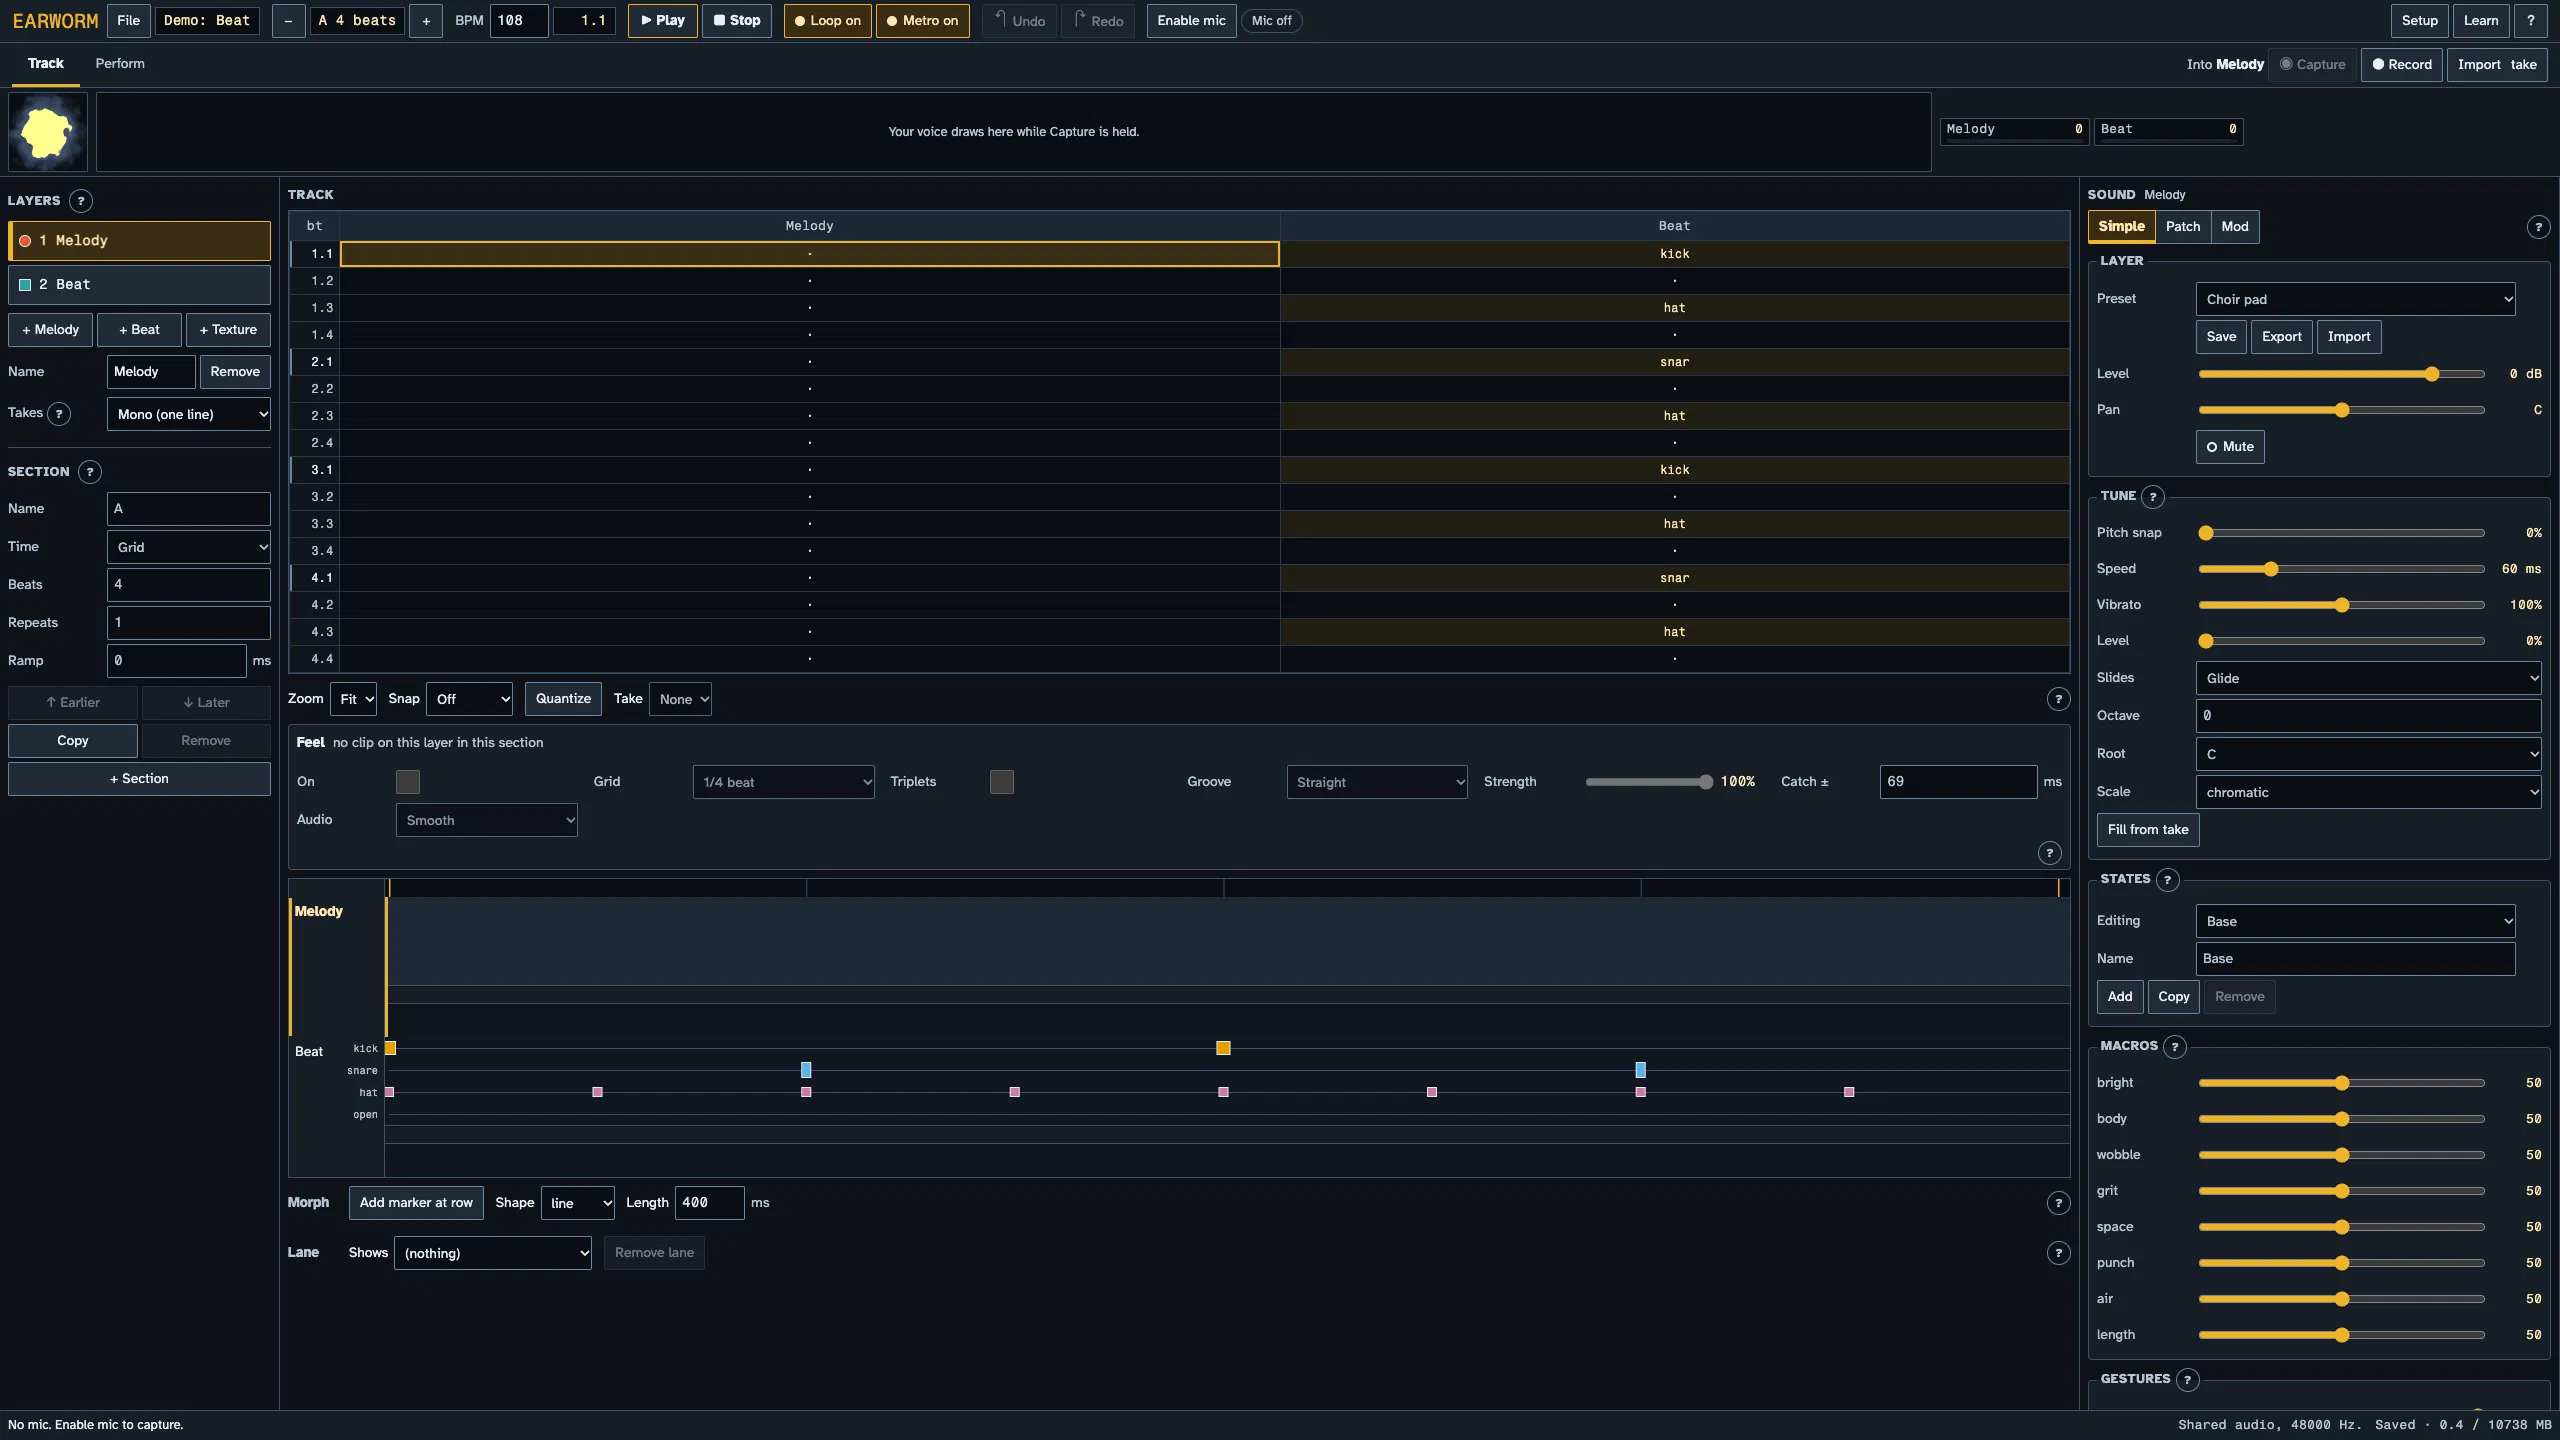 EARWORM File Demo: Beat − A 4 beats + BPM 108 1.1 Play Stop Loop on Metro on Undo Redo Enable mic Mic off Setup Learn ?
Track Perform Into Melody Capture Record Import take
Your voice draws here while Capture is held.
Melody 0 Beat 0
LAYERS ?
1 Melody
2 Beat
+ Melody + Beat + Texture
Name Melody Remove
Takes ? Mono (one line)
SECTION ?
Name A
Time Grid
Beats 4
Repeats 1
Ramp 0 ms
↑ Earlier ↓ Later
Copy Remove
+ Section
TRACK
bt Melody Beat
1.1 · kick
1.2 · ·
1.3 · hat
1.4 · ·
2.1 · snar
2.2 · ·
2.3 · hat
2.4 · ·
3.1 · kick
3.2 · ·
3.3 · hat
3.4 · ·
4.1 · snar
4.2 · ·
4.3 · hat
4.4 · ·
Zoom Fit Snap Off Quantize Take None ?
Feel no clip on this layer in this section
On Grid 1/4 beat Triplets Groove Straight Strength 100% Catch ± 69 ms
Audio Smooth
?
Melody
Beat kick
snare
hat
open
Morph Add marker at row Shape line Length 400 ms ?
Lane Shows (nothing) Remove lane ?
SOUND Melody
Simple Patch Mod ?
LAYER
Preset Choir pad
Save Export Import
Level 0 dB
Pan C
Mute
TUNE ?
Pitch snap 0%
Speed 60 ms
Vibrato 100%
Level 0%
Slides Glide
Octave 0
Root C
Scale chromatic
Fill from take
STATES ?
Editing Base
Name Base
Add Copy Remove
MACROS ?
bright 50
body 50
wobble 50
grit 50
space 50
punch 50
air 50
length 50
GESTURES ?
No mic. Enable mic to capture. Shared audio, 48000 Hz. Saved · 0.4 / 10738 MB